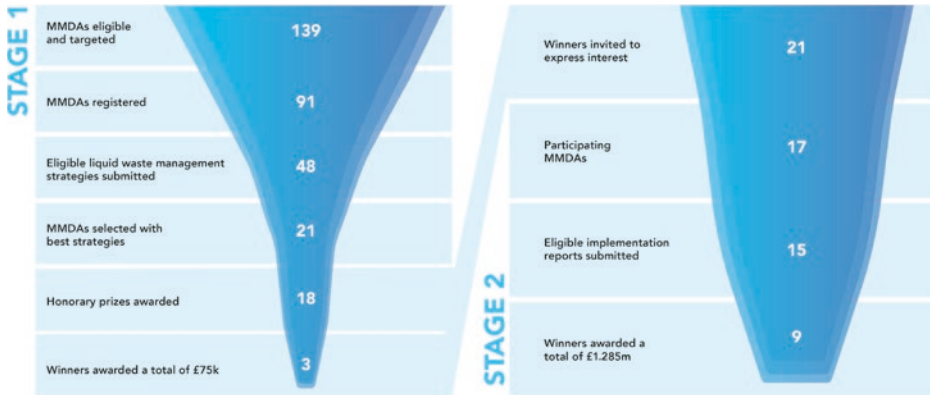 STAGE 1
MMDAs eligible
and targeted
139
MMDAs registered
91
Eligible liquid waste management
strategies submitted
48
MMDAs selected with
best strategies
21
Honorary prizes awarded
18
Winners awarded a total of £75k
3
STAGE 2
Winners invited to
express interest
21
Participating
MMDAs
17
Eligible implementation
reports submitted
15
Winners awarded a
total of £1.285m
9